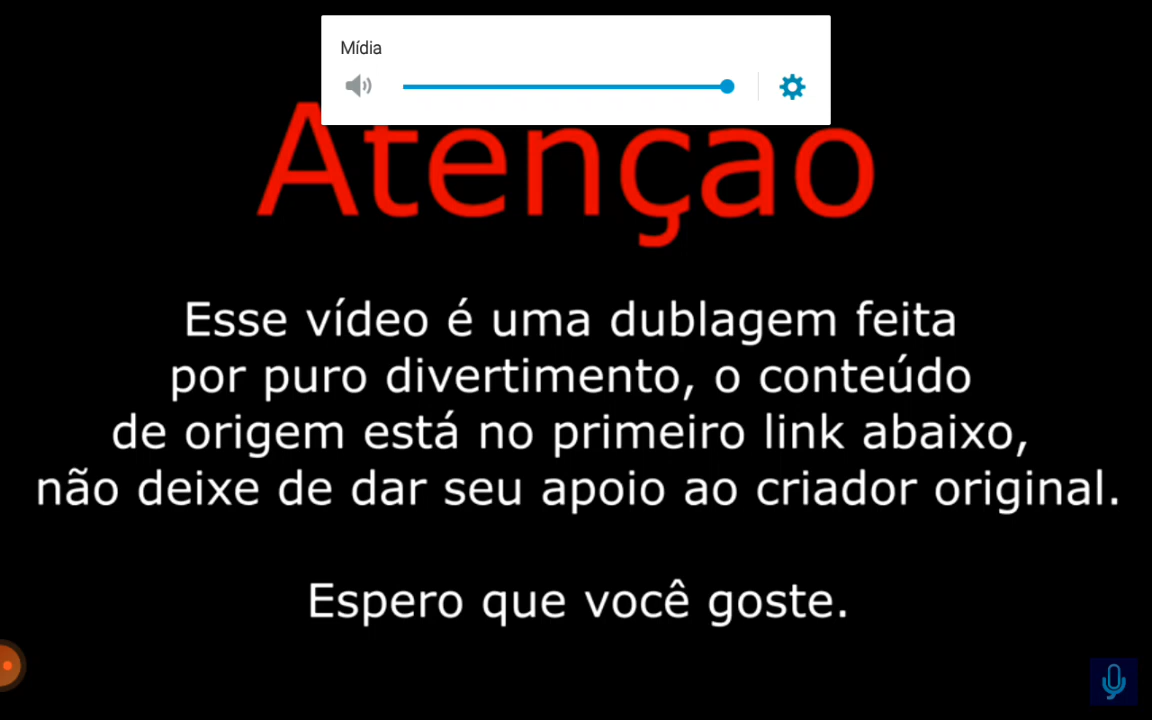 Mídia
Atençao
Esse vídeo é uma dublagem feita
por puro divertimento, o conteúdo
de origem está no primeiro link abaixo,
não deixe de dar seu apoio ao criador original.
Espero que você goste.